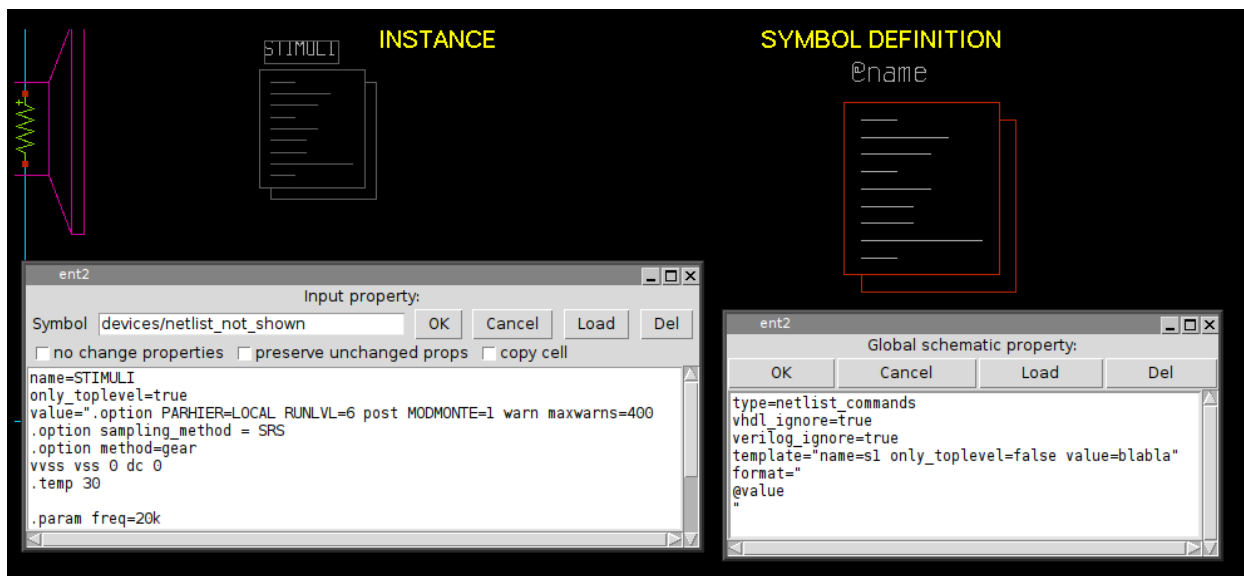 INSTANCE
SYMBOL DEFINITION
STIMULI
@name
ent2
Input property:
Symbol devices/netlist_not_shown OK Cancel Load Del
no change properties preserve unchanged props copy cell
name=STIMULI
only_toplevel=true
value=".option PARHIER=LOCAL RUNLVL=6 post MODMONTE=1 warn maxwarns=400
.option sampling_method = SRS
.option method=gear
vvss vss 0 dc 0
.temp 30
.param freq=20k
ent2
Global schematic property:
OK Cancel Load Del
type=netlist_commands
vhdl_ignore=true
verilog_ignore=true
template="name=s1 only_toplevel=false value=blabla"
format="
@value
"